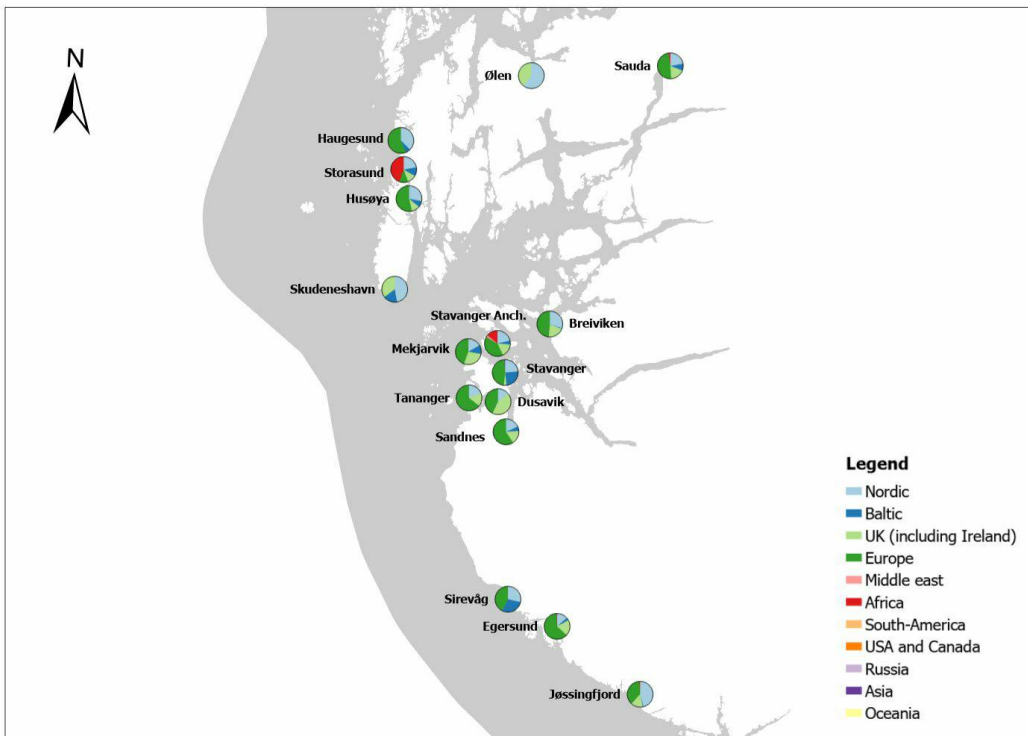 N
Ølen
Sauda
Haugesund
Storasund
Husøya
Skudeneshavn
Stavanger Anch.
Breiviken
Mekjarvik
Stavanger
Tananger
Dusavik
Sandnes
Sirevåg
Egersund
Jøssingfjord
Legend
Nordic
Baltic
UK (including Ireland)
Europe
Middle east
Africa
South-America
USA and Canada
Russia
Asia
Oceania